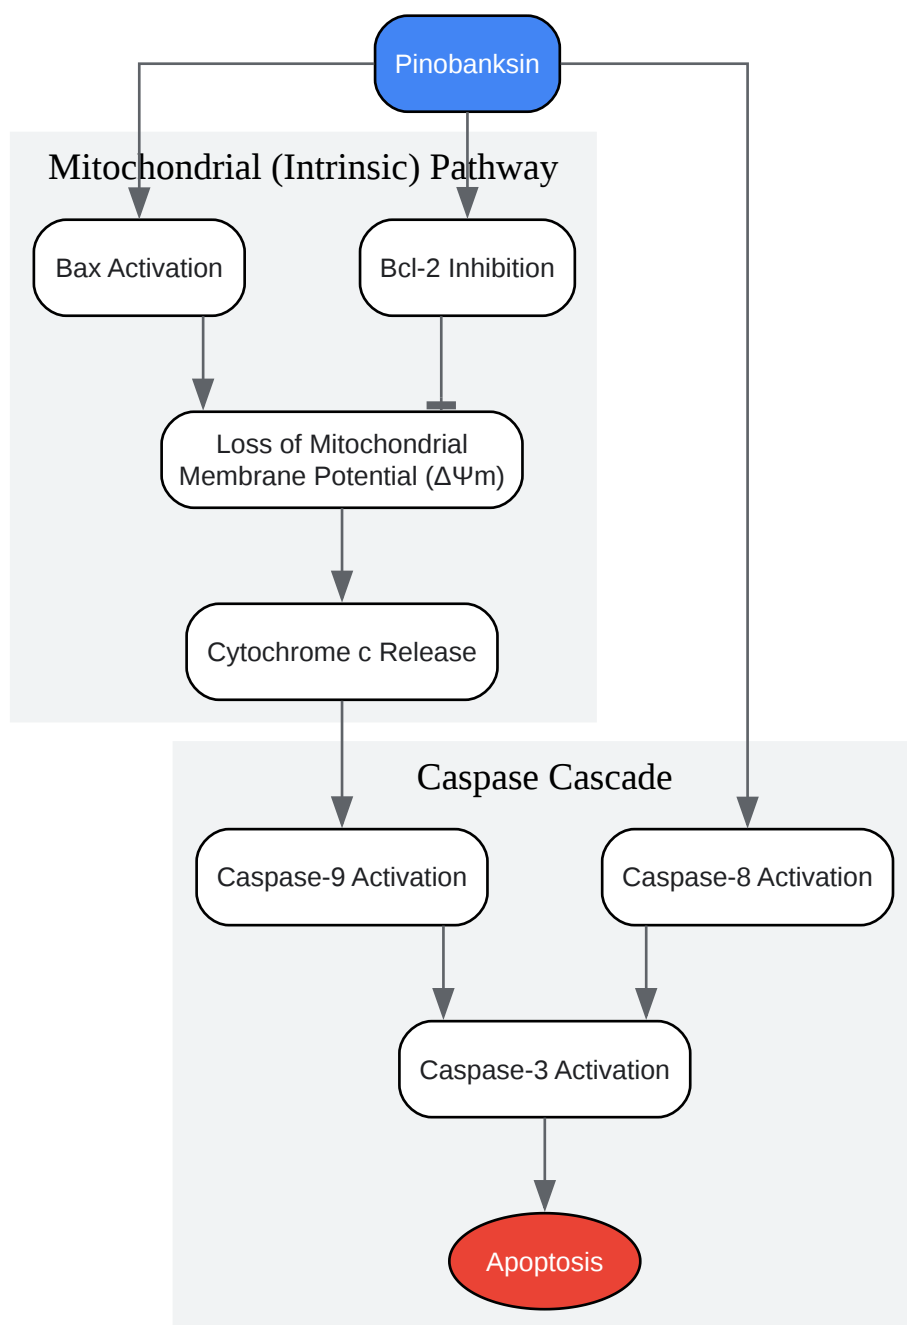 Pinobanksin
Mitochondrial (Intrinsic) Pathway
Bax Activation
Bcl-2 Inhibition
Loss of Mitochondrial
Membrane Potential (ΔΨm)
Cytochrome c Release
Caspase Cascade
Caspase-9 Activation
Caspase-8 Activation
Caspase-3 Activation
Apoptosis